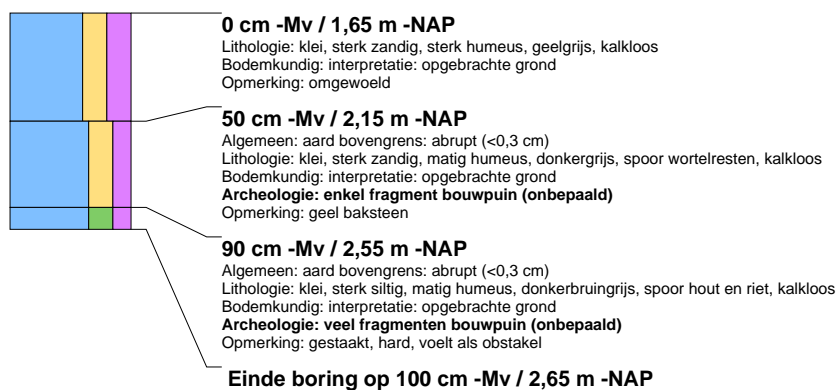 0 cm -Mv / 1,65 m -NAP
Lithologie: klei, sterk zandig, sterk humeus, geelgrijs, kalkloos
Bodemkundig: interpretatie: opgebrachte grond
Opmerking: omgewoeld
50 cm -Mv / 2,15 m -NAP
Algemeen: aard bovengrens: abrupt (<0,3 cm)
Lithologie: klei, sterk zandig, matig humeus, donkergrijs, spoor wortelresten, kalkloos
Bodemkundig: interpretatie: opgebrachte grond
Archeologie: enkel fragment bouwpuin (onbepaald)
Opmerking: geel baksteen
90 cm -Mv / 2,55 m -NAP
Algemeen: aard bovengrens: abrupt (<0,3 cm)
Lithologie: klei, sterk siltig, matig humeus, donkerbruingrijs, spoor hout en riet, kalkloos
Bodemkundig: interpretatie: opgebrachte grond
Archeologie: veel fragmenten bouwpuin (onbepaald)
Opmerking: gestaakt, hard, voelt als obstakel
Einde boring op 100 cm -Mv / 2,65 m -NAP